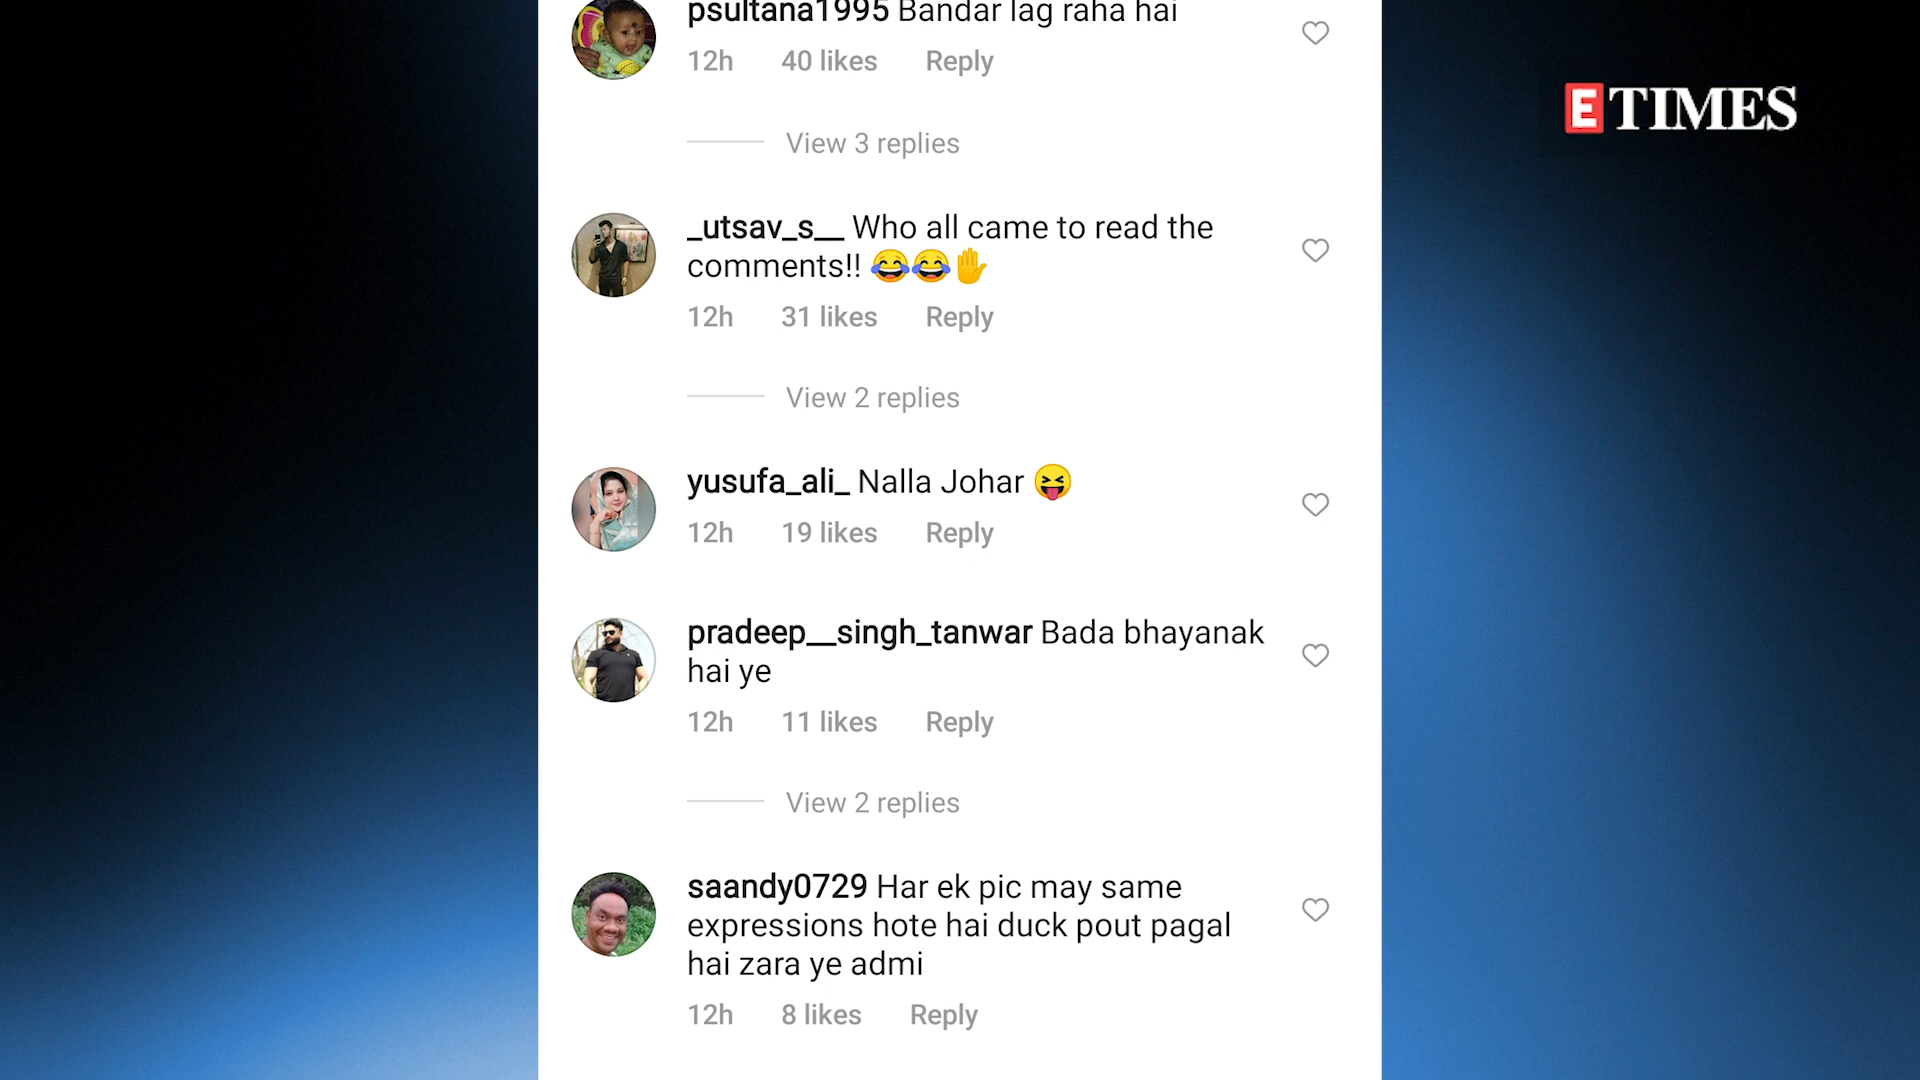 psultana1995 Bandar lag raha hai
12h 40 likes Reply
View 3 replies
E TIMES
_utsav_s__ Who all came to read the
comments!! 😂😂✋
12h 31 likes Reply
View 2 replies
yusufa_ali_ Nalla Johar 😝
12h 19 likes Reply
pradeep__singh_tanwar Bada bhayanak
hai ye
12h 11 likes Reply
View 2 replies
saandy0729 Har ek pic may same
expressions hote hai duck pout pagal
hai zara ye admi
12h 8 likes Reply